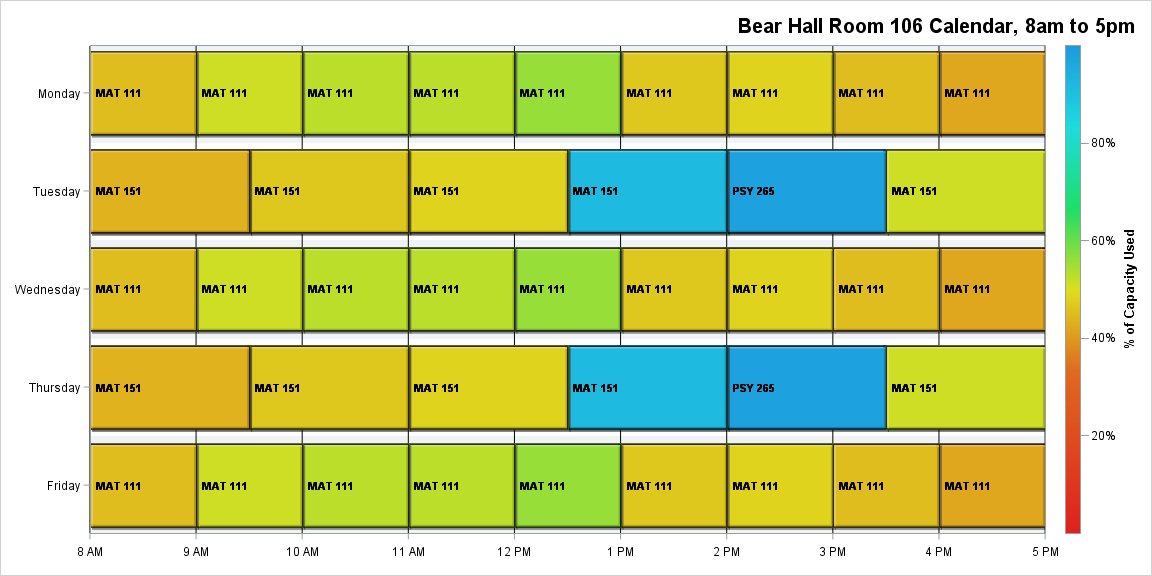 Bear Hall Room 106 Calendar, 8am to 5pm
Monday
MAT 111 MAT 111 MAT 111 MAT 111 MAT 111 MAT 111 MAT 111 MAT 111 MAT 111
Tuesday
MAT 151 MAT 151 MAT 151 MAT 151 PSY 265 MAT 151
Wednesday
MAT 111 MAT 111 MAT 111 MAT 111 MAT 111 MAT 111 MAT 111 MAT 111 MAT 111
Thursday
MAT 151 MAT 151 MAT 151 MAT 151 PSY 265 MAT 151
Friday
MAT 111 MAT 111 MAT 111 MAT 111 MAT 111 MAT 111 MAT 111 MAT 111 MAT 111
8 AM 9 AM 10 AM 11 AM 12 PM 1 PM 2 PM 3 PM 4 PM 5 PM
80%
60%
40%
20%
% of Capacity Used